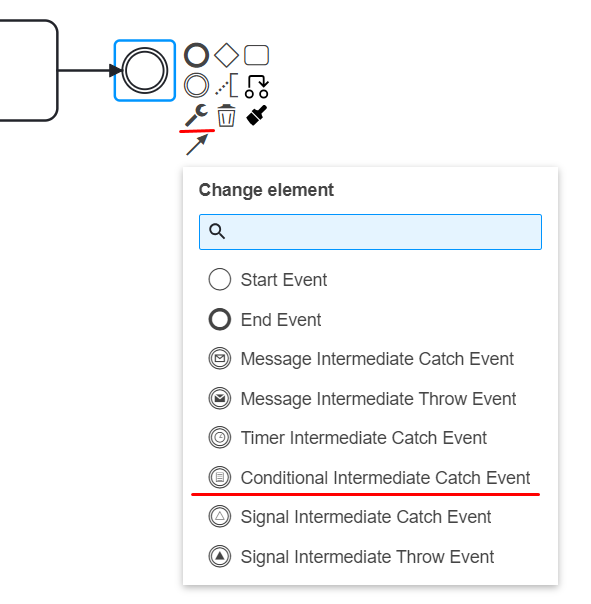 Change element
Start Event
End Event
Message Intermediate Catch Event
Message Intermediate Throw Event
Timer Intermediate Catch Event
Conditional Intermediate Catch Event
Signal Intermediate Catch Event
Signal Intermediate Throw Event